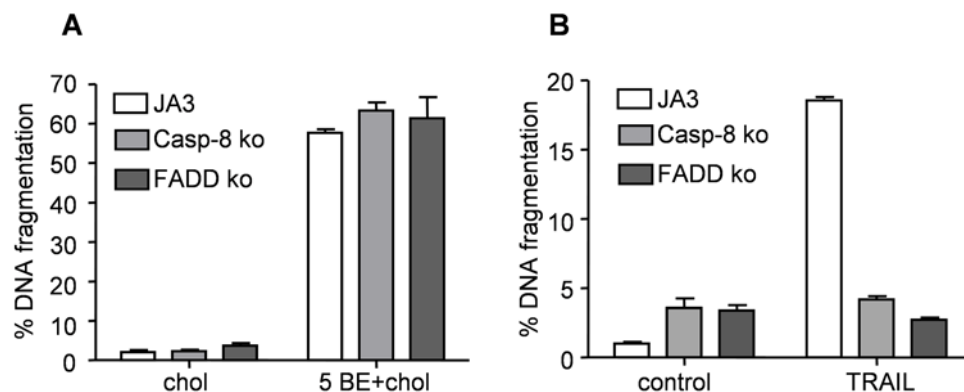 A
% DNA fragmentation
70
60
50
40
30
20
10
0
JA3
Casp-8 ko
FADD ko
chol
5 BE+chol
B
% DNA fragmentation
20
15
10
5
0
JA3
Casp-8 ko
FADD ko
control
TRAIL